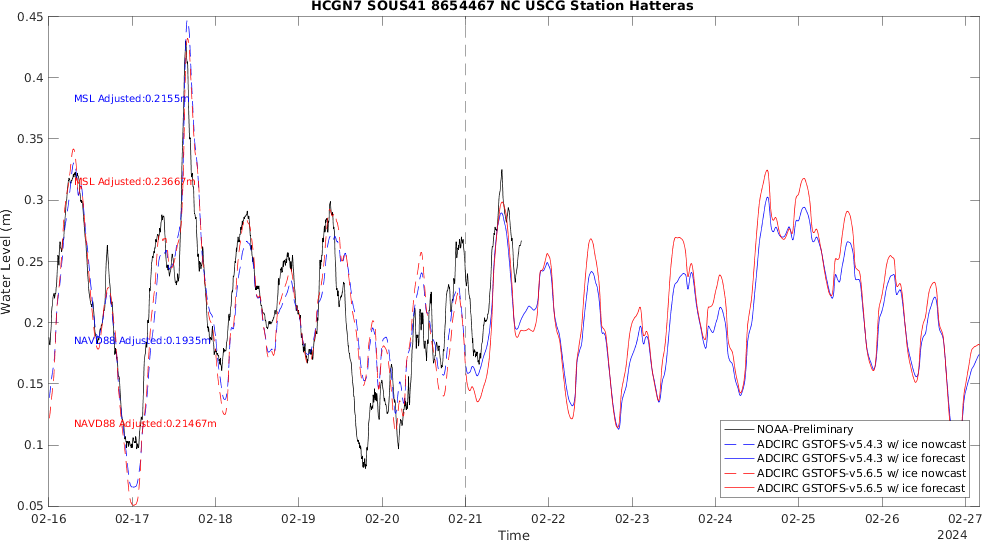 HCGN7 SOUS41 8654467 NC USCG Station Hatteras
0.45
0.4
0.35
0.3
0.25
0.2
0.15
0.1
0.05
Water Level (m)
MSL Adjusted:0.2155m
MSL Adjusted:0.23667m
NAVD88 Adjusted:0.1935m
NAVD88 Adjusted:0.21467m
NOAA-Preliminary
ADCIRC GSTOFS-v5.4.3 w/ ice nowcast
ADCIRC GSTOFS-v5.4.3 w/ ice forecast
ADCIRC GSTOFS-v5.6.5 w/ ice nowcast
ADCIRC GSTOFS-v5.6.5 w/ ice forecast
02-16 02-17 02-18 02-19 02-20 02-21 02-22 02-23 02-24 02-25 02-26 02-27
Time
2024